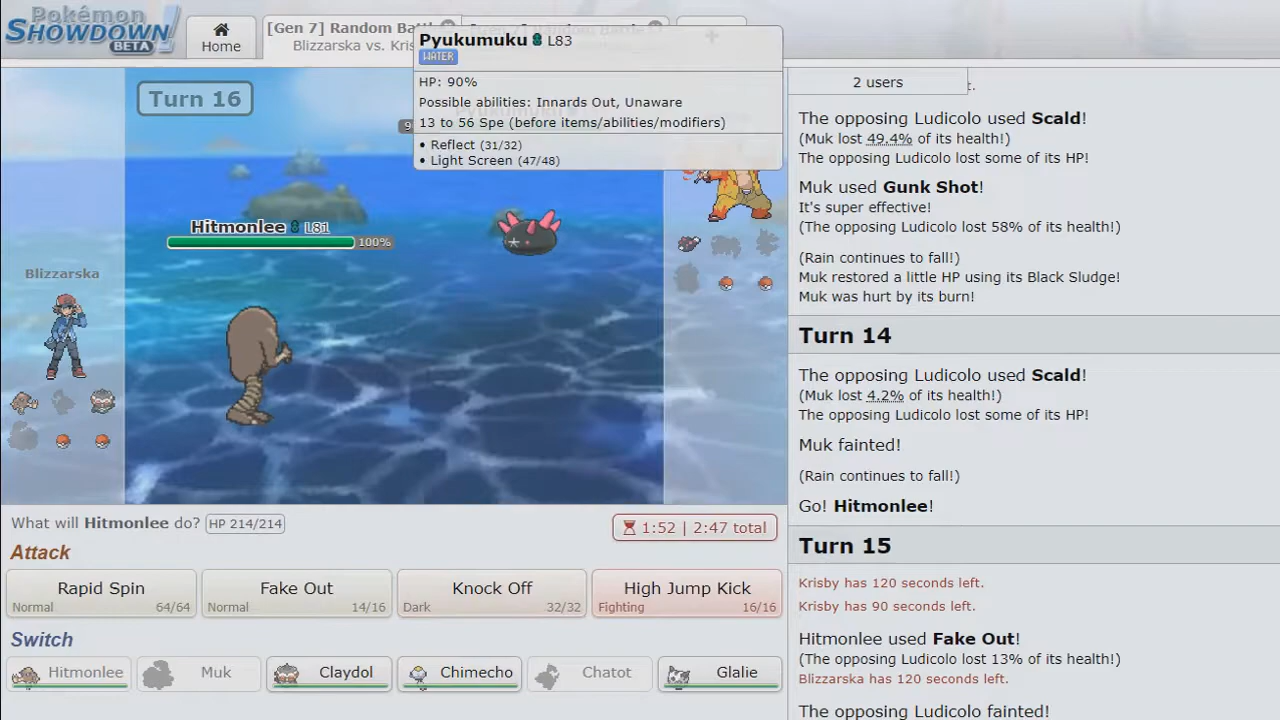 Pokémon
SHOWDOWN!
BETA
Home
[Gen 7] Random Battl
Blizzarska vs. Kris
Pyukumuku L83
WATER
HP: 90%
Possible abilities: Innards Out, Unaware
13 to 56 Spe (before items/abilities/modifiers)
• Reflect (31/32)
• Light Screen (47/48)
Turn 16
Hitmonlee L81
100%
Blizzarska
2 users
The opposing Ludicolo used Scald!
(Muk lost 49.4% of its health!)
The opposing Ludicolo lost some of its HP!
Muk used Gunk Shot!
It's super effective!
(The opposing Ludicolo lost 58% of its health!)
(Rain continues to fall!)
Muk restored a little HP using its Black Sludge!
Muk was hurt by its burn!
Turn 14
The opposing Ludicolo used Scald!
(Muk lost 4.2% of its health!)
The opposing Ludicolo lost some of its HP!
Muk fainted!
(Rain continues to fall!)
Go! Hitmonlee!
Turn 15
Krisby has 120 seconds left.
Krisby has 90 seconds left.
Hitmonlee used Fake Out!
(The opposing Ludicolo lost 13% of its health!)
Blizzarska has 120 seconds left.
The opposing Ludicolo fainted!
What will Hitmonlee do? HP 214/214
1:52 | 2:47 total
Attack
Rapid Spin
Normal 64/64
Fake Out
Normal 14/16
Knock Off
Dark 32/32
High Jump Kick
Fighting 16/16
Switch
Hitmonlee
Muk
Claydol
Chimecho
Chatot
Glalie